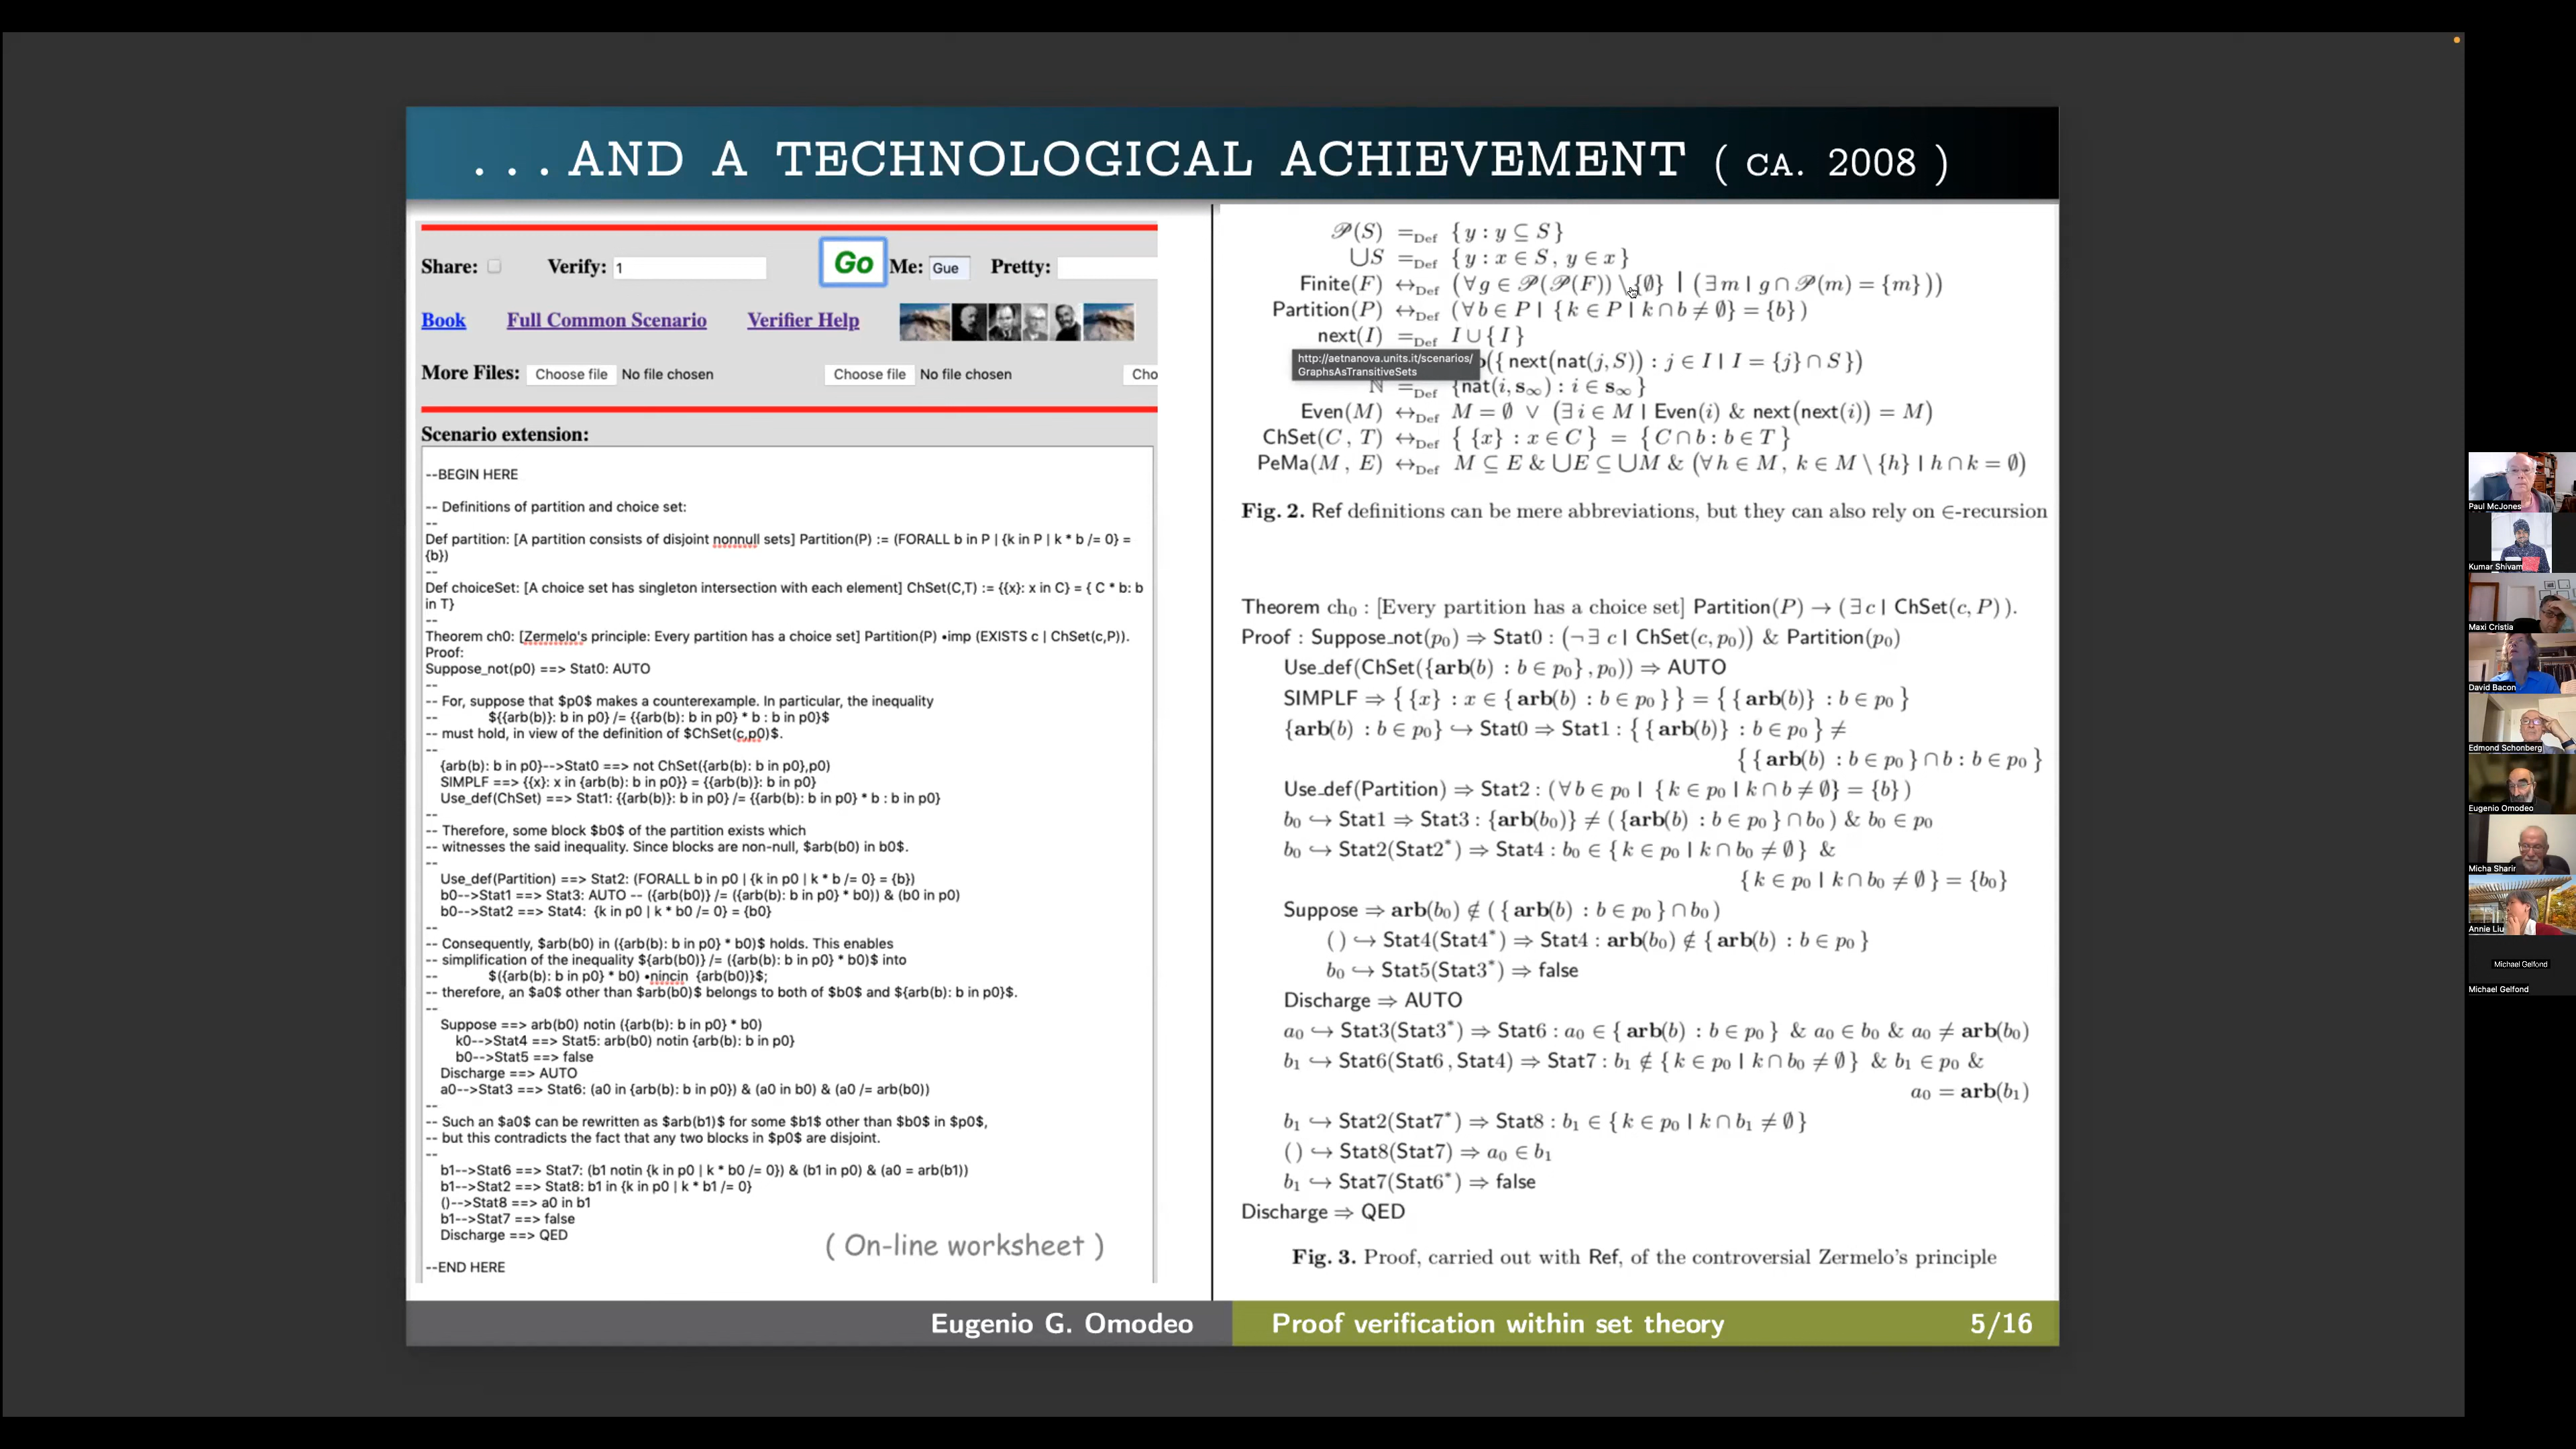 . . . AND A TECHNOLOGICAL ACHIEVEMENT ( CA. 2008 )
Share: Verify: 1 Go Me: Gue Pretty:
Book Full Common Scenario Verifier Help
More Files: Choose file No file chosen Choose file No file chosen Cho
Scenario extension:
--BEGIN HERE
-- Definitions of partition and choice set:
--
Def partition: [A partition consists of disjoint nonnull sets] Partition(P) := (FORALL b in P | {k in P | k * b /= 0} =
{b})
--
Def choiceSet: [A choice set has singleton intersection with each element] ChSet(C,T) := {{x}: x in C} = { C * b: b
in T}
--
Theorem ch0: [Zermelo's principle: Every partition has a choice set] Partition(P) •imp (EXISTS c | ChSet(c,P)).
Proof:
Suppose_not(p0) ==> Stat0: AUTO
--
-- For, suppose that $p0$ makes a counterexample. In particular, the inequality
-- ${{arb(b)}: b in p0} /= {{arb(b): b in p0} * b : b in p0}$
-- must hold, in view of the definition of $ChSet(c,p0)$.
--
{arb(b): b in p0}-->Stat0 ==> not ChSet({arb(b): b in p0},p0)
SIMPLF ==> {{x}: x in {arb(b): b in p0}} = {{arb(b)}: b in p0}
Use_def(ChSet) ==> Stat1: {{arb(b)}: b in p0} /= {{arb(b): b in p0} * b : b in p0}
--
-- Therefore, some block $b0$ of the partition exists which
-- witnesses the said inequality. Since blocks are non-null, $arb(b0) in b0$.
--
Use_def(Partition) ==> Stat2: (FORALL b in p0 | {k in p0 | k * b /= 0} = {b})
b0-->Stat1 ==> Stat3: AUTO -- ({arb(b0)} /= ({arb(b): b in p0} * b0)) & (b0 in p0)
b0-->Stat2 ==> Stat4: {k in p0 | k * b0 /= 0} = {b0}
--
-- Consequently, $arb(b0) in ({arb(b): b in p0} * b0)$ holds. This enables
-- simplification of the inequality ${arb(b0)} /= ({arb(b): b in p0} * b0)$ into
-- $({arb(b): b in p0} * b0) •nincin {arb(b0)}$;
-- therefore, an $a0$ other than $arb(b0)$ belongs to both of $b0$ and ${arb(b): b in p0}$.
--
Suppose ==> arb(b0) notin ({arb(b): b in p0} * b0)
k0-->Stat4 ==> Stat5: arb(b0) notin {arb(b): b in p0}
b0-->Stat5 ==> false
Discharge ==> AUTO
a0-->Stat3 ==> Stat6: (a0 in {arb(b): b in p0}) & (a0 in b0) & (a0 /= arb(b0))
--
-- Such an $a0$ can be rewritten as $arb(b1)$ for some $b1$ other than $b0$ in $p0$,
-- but this contradicts the fact that any two blocks in $p0$ are disjoint.
--
b1-->Stat6 ==> Stat7: (b1 notin {k in p0 | k * b0 /= 0}) & (b1 in p0) & (a0 = arb(b1))
b1-->Stat2 ==> Stat8: b1 in {k in p0 | k * b1 /= 0}
()-->Stat8 ==> a0 in b1
b1-->Stat7 ==> false
Discharge ==> QED
( On-line worksheet )
--END HERE
𝒫(S) =Def { y : y ⊆ S }
⋃S =Def { y : x ∈ S , y ∈ x }
Finite(F) ↔Def (∀ g ∈ 𝒫(𝒫(F)) \ {∅} | (∃ m | g ∩ 𝒫(m) = {m}))
Partition(P) ↔Def (∀ b ∈ P | {k ∈ P | k ∩ b ≠ ∅} = {b})
next(I) =Def I ∪ { I }
http://aetnanova.units.it/scenarios/
GraphsAsTransitiveSets
({ next(nat(j, S)) : j ∈ I | I = {j} ∩ S })
ℕ =Def {nat(i, s∞) : i ∈ s∞}
Even(M) ↔Def M = ∅ ∨ (∃ i ∈ M | Even(i) & next(next(i)) = M)
ChSet(C , T) ↔Def { {x} : x ∈ C } = { C ∩ b : b ∈ T }
PeMa(M , E) ↔Def M ⊆ E & ⋃E ⊆ ⋃M & (∀ h ∈ M, k ∈ M \ {h} | h ∩ k = ∅)
Fig. 2. Ref definitions can be mere abbreviations, but they can also rely on ∈-recursion
Theorem ch₀ : [Every partition has a choice set] Partition(P) → (∃ c | ChSet(c, P)).
Proof : Suppose_not(p₀) ⇒ Stat0 : (¬∃ c | ChSet(c, p₀)) & Partition(p₀)
Use_def(ChSet({arb(b) : b ∈ p₀} , p₀)) ⇒ AUTO
SIMPLF ⇒ { {x} : x ∈ { arb(b) : b ∈ p₀ } } = { { arb(b)} : b ∈ p₀ }
{arb(b) : b ∈ p₀} ↪ Stat0 ⇒ Stat1 : { { arb(b)} : b ∈ p₀ } ≠
{ { arb(b) : b ∈ p₀ } ∩ b : b ∈ p₀ }
Use_def(Partition) ⇒ Stat2 : (∀ b ∈ p₀ | {k ∈ p₀ | k ∩ b ≠ ∅} = {b})
b₀ ↪ Stat1 ⇒ Stat3 : {arb(b₀)} ≠ ({arb(b) : b ∈ p₀} ∩ b₀) & b₀ ∈ p₀
b₀ ↪ Stat2(Stat2*) ⇒ Stat4 : b₀ ∈ {k ∈ p₀ | k ∩ b₀ ≠ ∅} &
{k ∈ p₀ | k ∩ b₀ ≠ ∅} = {b₀}
Suppose ⇒ arb(b₀) ∉ ({ arb(b) : b ∈ p₀ } ∩ b₀)
( ) ↪ Stat4(Stat4*) ⇒ Stat4 : arb(b₀) ∉ { arb(b) : b ∈ p₀ }
b₀ ↪ Stat5(Stat3*) ⇒ false
Discharge ⇒ AUTO
a₀ ↪ Stat3(Stat3*) ⇒ Stat6 : a₀ ∈ { arb(b) : b ∈ p₀ } & a₀ ∈ b₀ & a₀ ≠ arb(b₀)
b₁ ↪ Stat6(Stat6 , Stat4) ⇒ Stat7 : b₁ ∉ {k ∈ p₀ | k ∩ b₀ ≠ ∅} & b₁ ∈ p₀ &
a₀ = arb(b₁)
b₁ ↪ Stat2(Stat7*) ⇒ Stat8 : b₁ ∈ {k ∈ p₀ | k ∩ b₁ ≠ ∅}
( ) ↪ Stat8(Stat7) ⇒ a₀ ∈ b₁
b₁ ↪ Stat7(Stat6*) ⇒ false
Discharge ⇒ QED
Fig. 3. Proof, carried out with Ref, of the controversial Zermelo's principle
Eugenio G. Omodeo Proof verification within set theory 5/16
Paul McJones
Kumar Shivam
Maxi Cristia
David Bacon
Edmond Schonberg
Eugenio Omodeo
Micha Sharir
Annie Liu
Michael Gelfond
Michael Gelfond